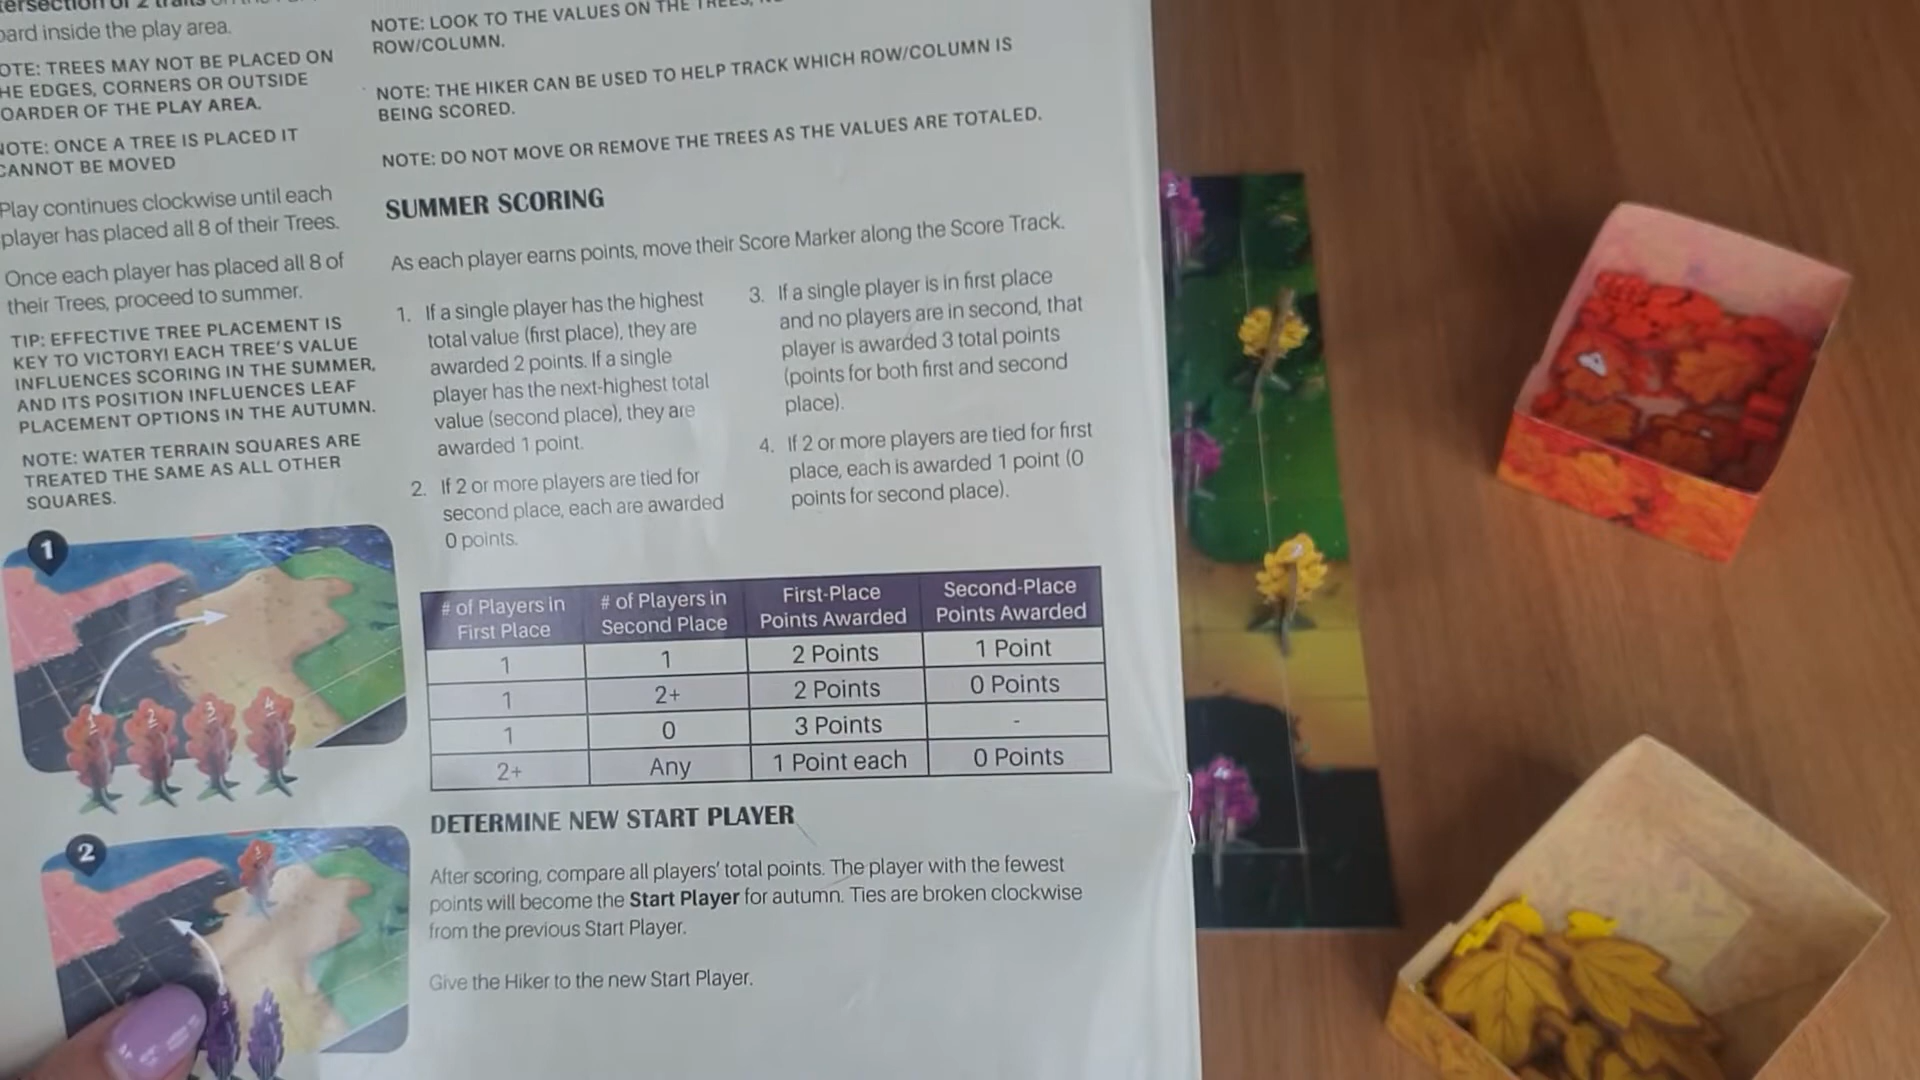 2 trails
board inside the play area.
NOTE: TREES MAY NOT BE PLACED ON
THE EDGES, CORNERS OR OUTSIDE
BOARDER OF THE PLAY AREA.
NOTE: ONCE A TREE IS PLACED IT
CANNOT BE MOVED
Play continues clockwise until each
player has placed all 8 of their Trees.
Once each player has placed all 8 of
their Trees, proceed to summer.
TIP: EFFECTIVE TREE PLACEMENT IS
KEY TO VICTORY! EACH TREE'S VALUE
INFLUENCES SCORING IN THE SUMMER,
AND ITS POSITION INFLUENCES LEAF
PLACEMENT OPTIONS IN THE AUTUMN.
NOTE: WATER TERRAIN SQUARES ARE
TREATED THE SAME AS ALL OTHER
SQUARES.
1
1 2 3 4
2
3 4
NOTE: LOOK TO THE VALUES ON THE TREES,
ROW/COLUMN.
NOTE: THE HIKER CAN BE USED TO HELP TRACK WHICH ROW/COLUMN IS
BEING SCORED.
NOTE: DO NOT MOVE OR REMOVE THE TREES AS THE VALUES ARE TOTALED.
SUMMER SCORING
As each player earns points, move their Score Marker along the Score Track.
1. If a single player has the highest
total value (first place), they are
awarded 2 points. If a single
player has the next-highest total
value (second place), they are
awarded 1 point.
2. If 2 or more players are tied for
second place, each are awarded
0 points.
3. If a single player is in first place
and no players are in second, that
player is awarded 3 total points
(points for both first and second
place).
4. If 2 or more players are tied for first
place, each is awarded 1 point (0
points for second place).
# of Players in First Place # of Players in Second Place First-Place Points Awarded Second-Place Points Awarded
1 1 2 Points 1 Point
1 2+ 2 Points 0 Points
1 0 3 Points -
2+ Any 1 Point each 0 Points
DETERMINE NEW START PLAYER
After scoring, compare all players' total points. The player with the fewest
points will become the Start Player for autumn. Ties are broken clockwise
from the previous Start Player.
Give the Hiker to the new Start Player.